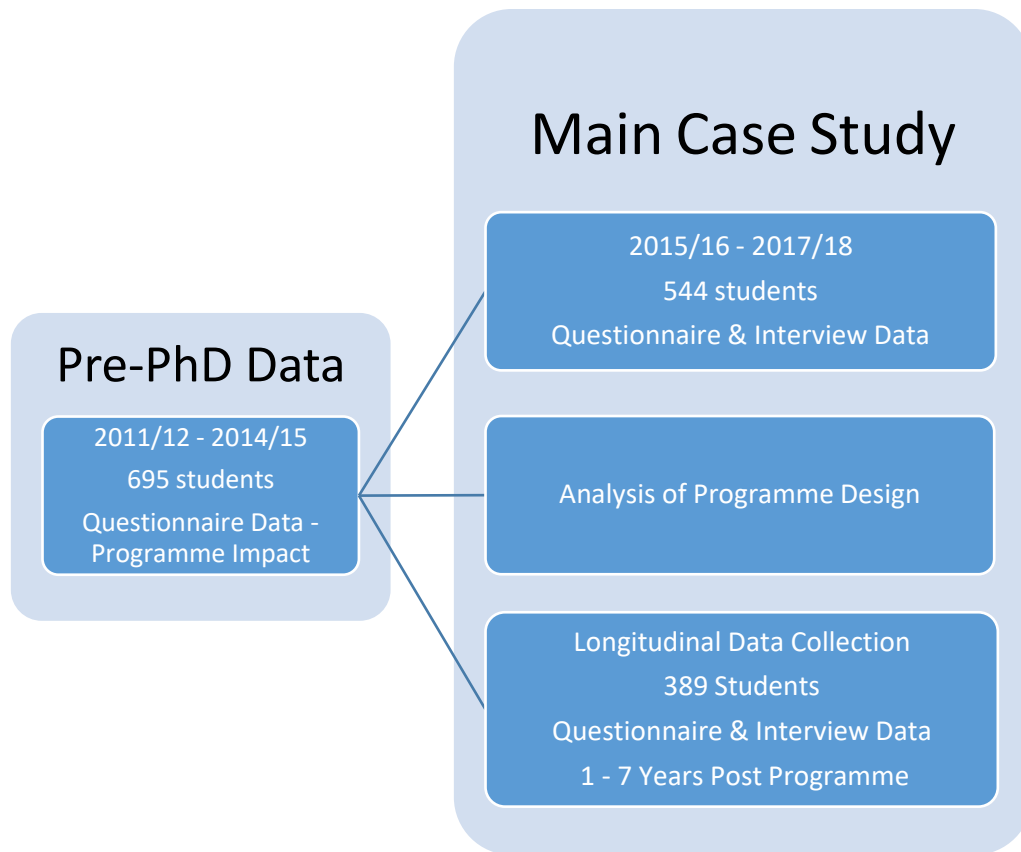 Pre-PhD Data
2011/12 - 2014/15
695 students
Questionnaire Data -
Programme Impact
Main Case Study
2015/16 - 2017/18
544 students
Questionnaire & Interview Data
Analysis of Programme Design
Longitudinal Data Collection
389 Students
Questionnaire & Interview Data
1 - 7 Years Post Programme